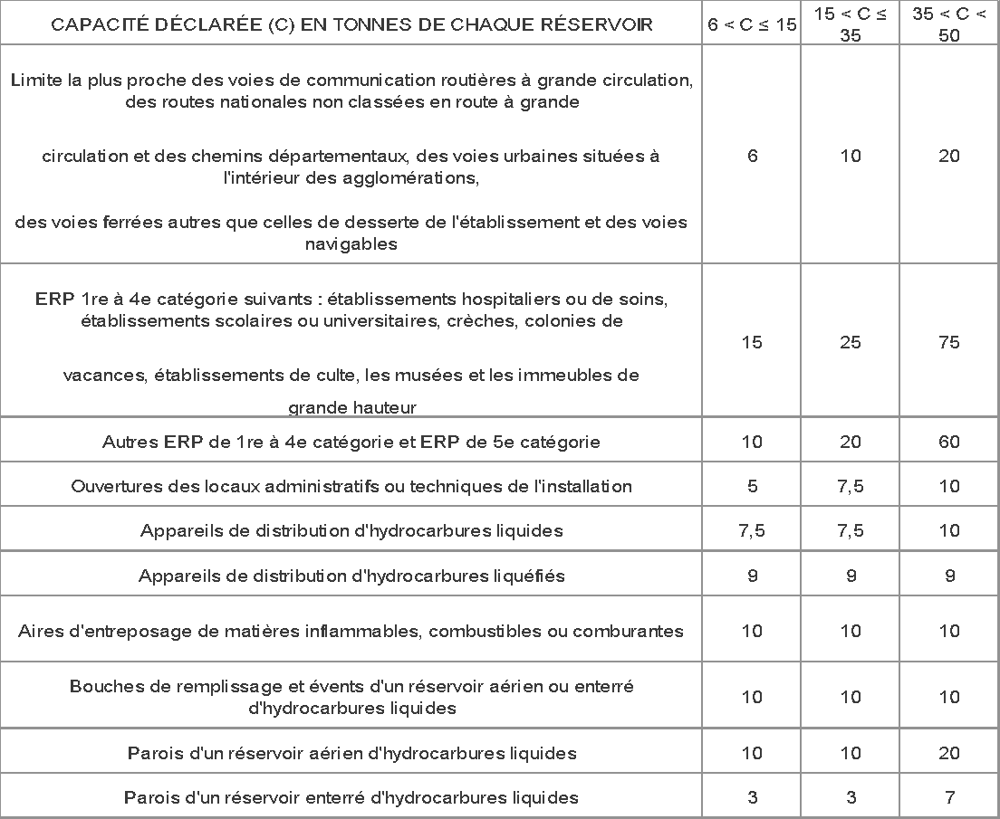 CAPACITÉ DÉCLARÉE (C) EN TONNES DE CHAQUE RÉSERVOIR 6 < C ≤ 15 15 < C ≤ 35 35 < C < 50
Limite la plus proche des voies de communication routières à grande circulation,
des routes nationales non classées en route à grande
circulation et des chemins départementaux, des voies urbaines situées à
l'intérieur des agglomérations,
des voies ferrées autres que celles de desserte de l'établissement et des voies
navigables
6 10 20
ERP 1re à 4e catégorie suivants : établissements hospitaliers ou de soins,
établissements scolaires ou universitaires, crèches, colonies de
vacances, établissements de culte, les musées et les immeubles de
grande hauteur
15 25 75
Autres ERP de 1re à 4e catégorie et ERP de 5e catégorie 10 20 60
Ouvertures des locaux administratifs ou techniques de l'installation 5 7,5 10
Appareils de distribution d'hydrocarbures liquides 7,5 7,5 10
Appareils de distribution d'hydrocarbures liquéfiés 9 9 9
Aires d'entreposage de matières inflammables, combustibles ou comburantes 10 10 10
Bouches de remplissage et évents d'un réservoir aérien ou enterré
d'hydrocarbures liquides
10 10 10
Parois d'un réservoir aérien d'hydrocarbures liquides 10 10 20
Parois d'un réservoir enterré d'hydrocarbures liquides 3 3 7